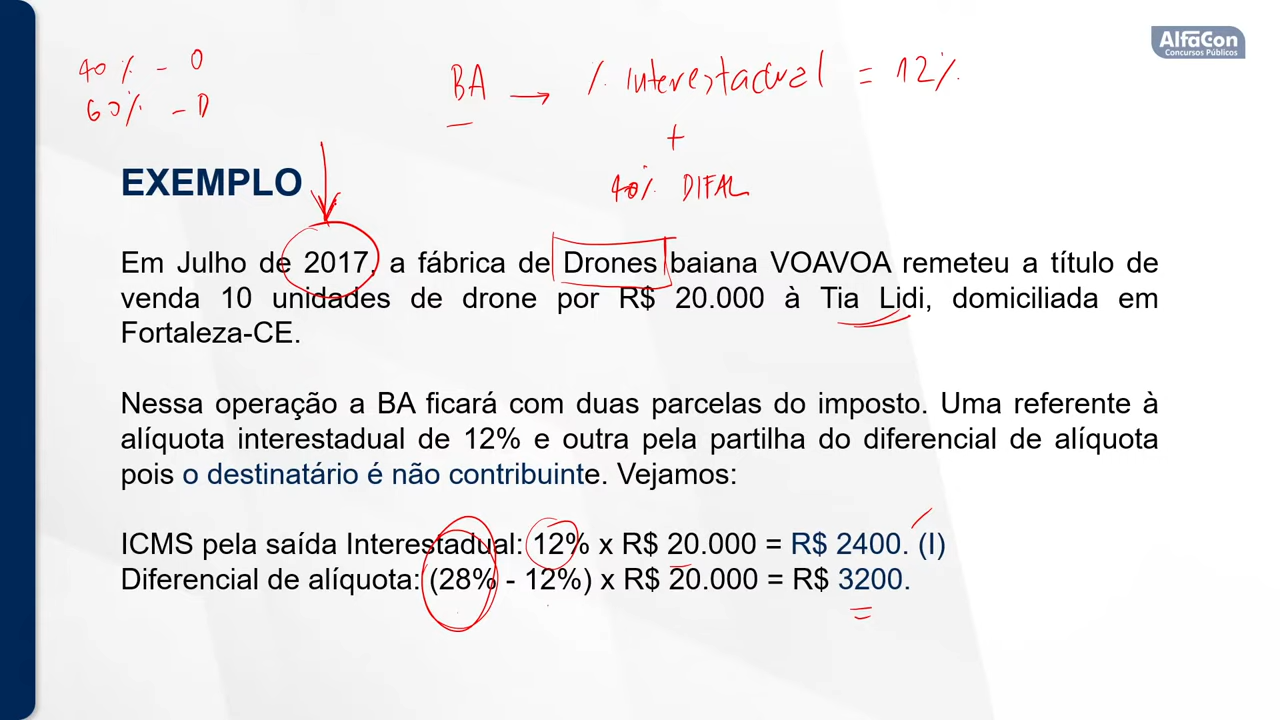 AlfaCon
Concursos Públicos
40% - O
60% - D
BA → % Interestadual = 12%
+
40% DIFAL
EXEMPLO
Em Julho de 2017, a fábrica de Drones baiana VOAVOA remeteu a título de
venda 10 unidades de drone por R$ 20.000 à Tia Lidi, domiciliada em
Fortaleza-CE.
Nessa operação a BA ficará com duas parcelas do imposto. Uma referente à
alíquota interestadual de 12% e outra pela partilha do diferencial de alíquota
pois o destinatário é não contribuinte. Vejamos:
ICMS pela saída Interestadual: 12% x R$ 20.000 = R$ 2400. (I)
Diferencial de alíquota: (28% - 12%) x R$ 20.000 = R$ 3200.